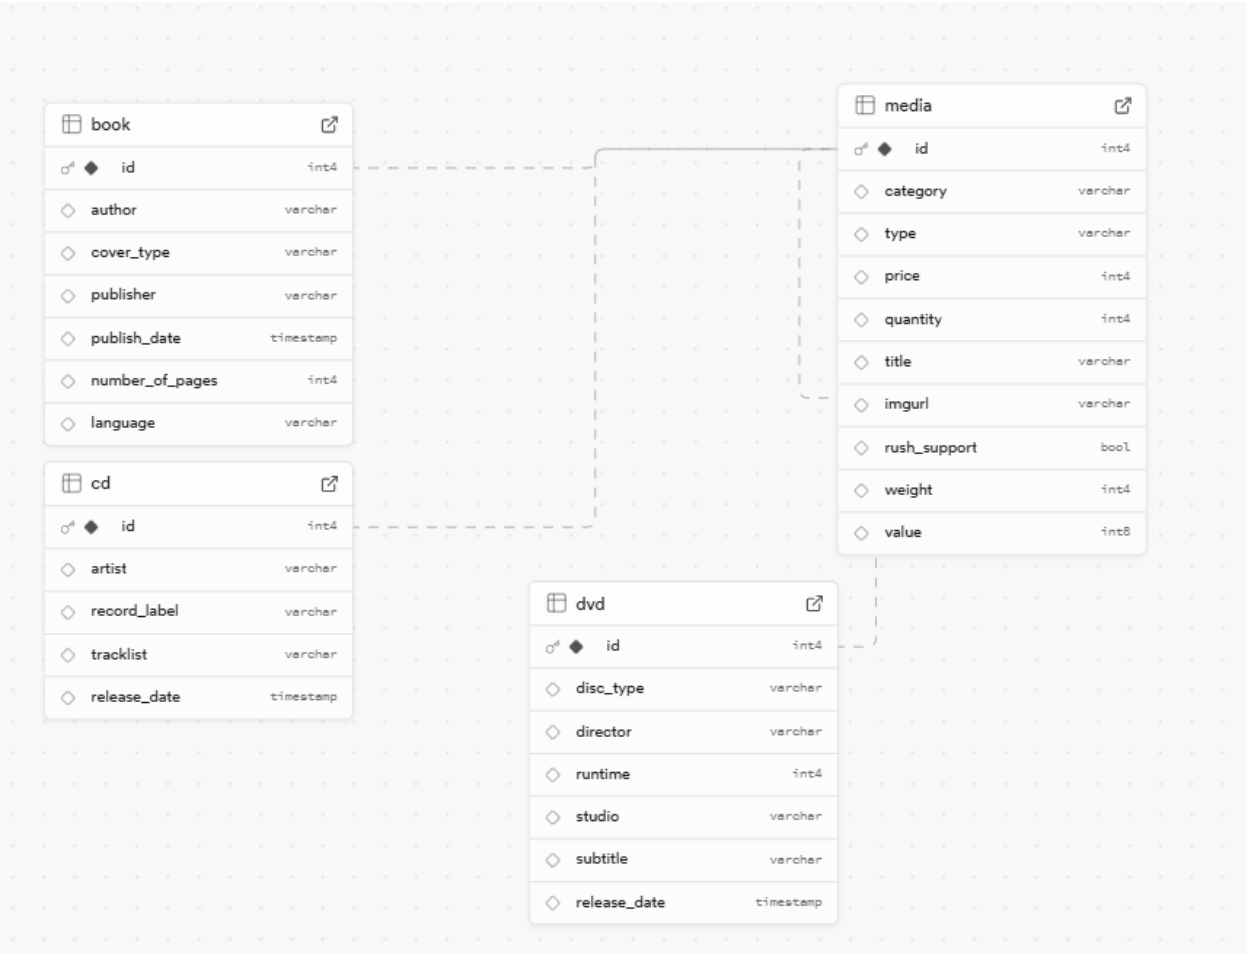 book
id int4
author varchar
cover_type varchar
publisher varchar
publish_date timestamp
number_of_pages int4
language varchar
cd
id int4
artist varchar
record_label varchar
tracklist varchar
release_date timestamp
media
id int4
category varchar
type varchar
price int4
quantity int4
title varchar
imgurl varchar
rush_support bool
weight int4
value int8
dvd
id int4
disc_type varchar
director varchar
runtime int4
studio varchar
subtitle varchar
release_date timestamp